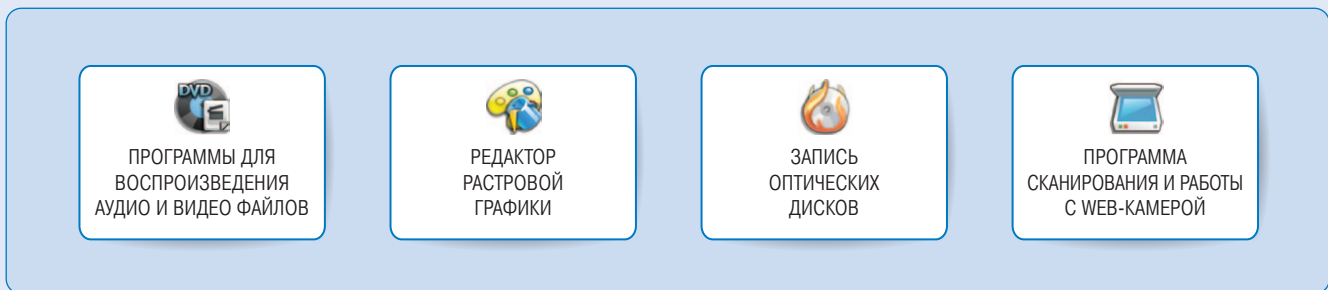 DVD
ПРОГРАММЫ ДЛЯ
ВОСПРОИЗВЕДЕНИЯ
АУДИО И ВИДЕО ФАЙЛОВ
РЕДАКТОР
РАСТРОВОЙ
ГРАФИКИ
ЗАПИСЬ
ОПТИЧЕСКИХ
ДИСКОВ
ПРОГРАММА
СКАНИРОВАНИЯ И РАБОТЫ
С WEB-КАМЕРОЙ